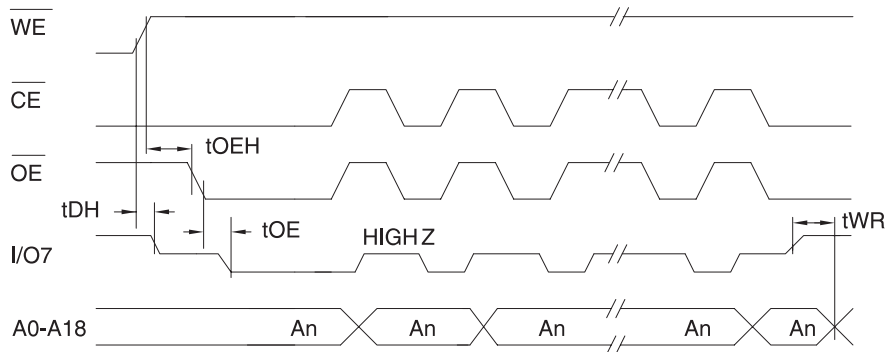 WE
CE
tOEH
OE
tDH
tOE
HIGH Z
tWR
I/O7
A0-A18
An An An An An